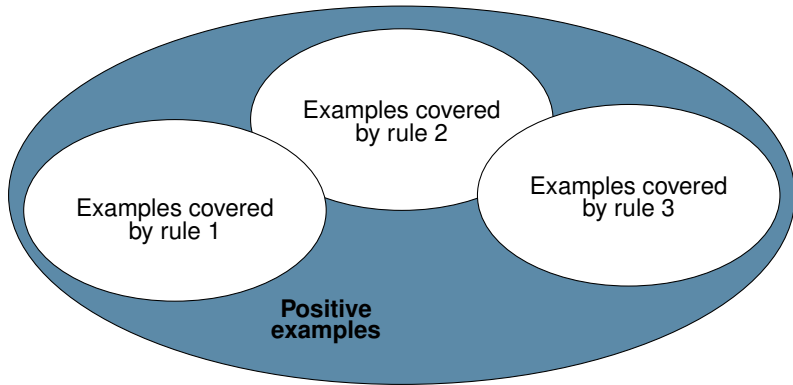 Examples covered
by rule 2
Examples covered
by rule 1
Examples covered
by rule 3
Positive
examples